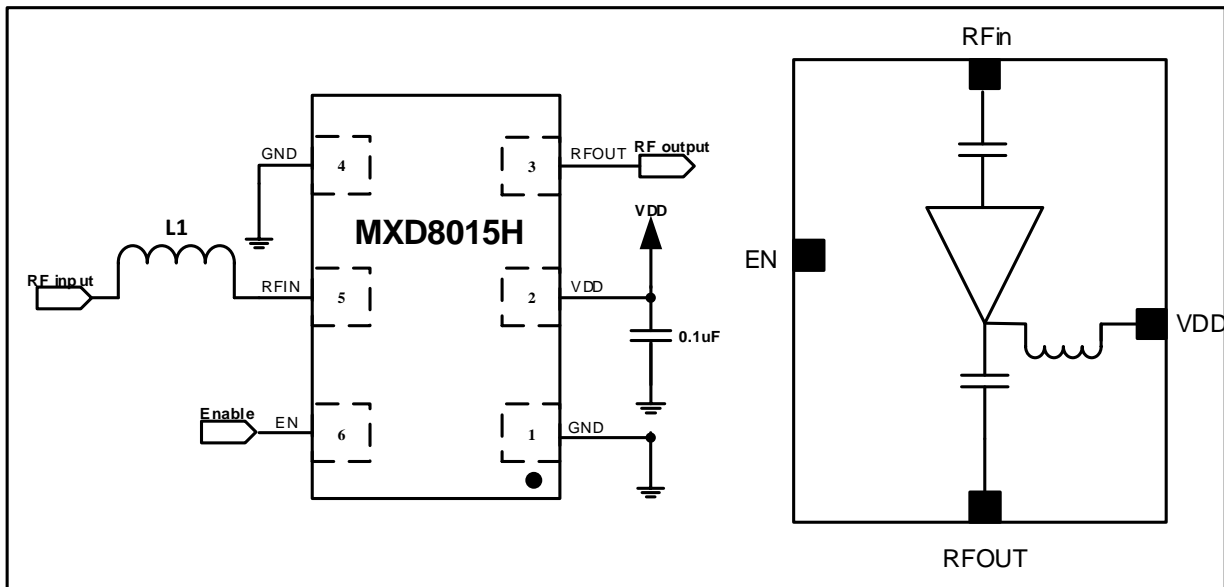 GND
4
3
RFOUT
RF output
MXD8015H
L1
VDD
RF input
RFIN
5
2
VDD
0.1uF
Enable
EN
6
1
GND
RFin
EN
VDD
RFOUT